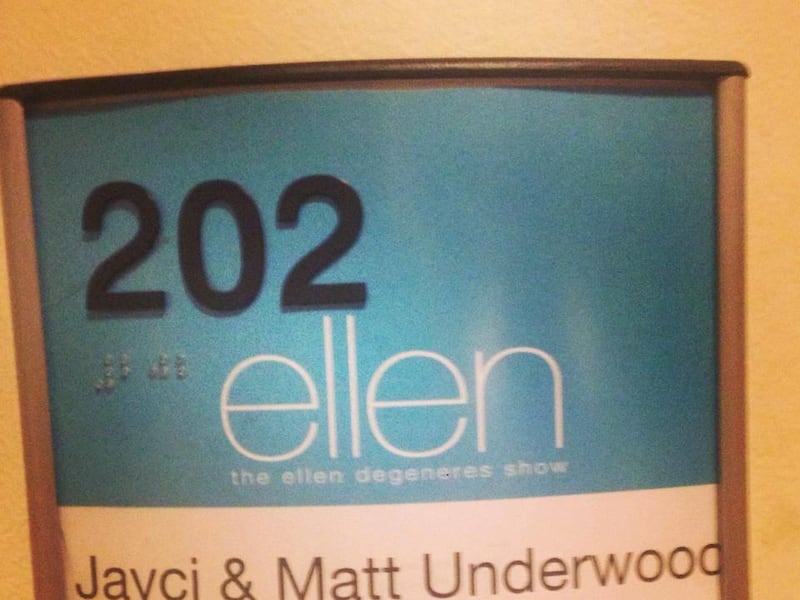 202
ellen
the ellen degeneres show
Jayci & Matt Underwood